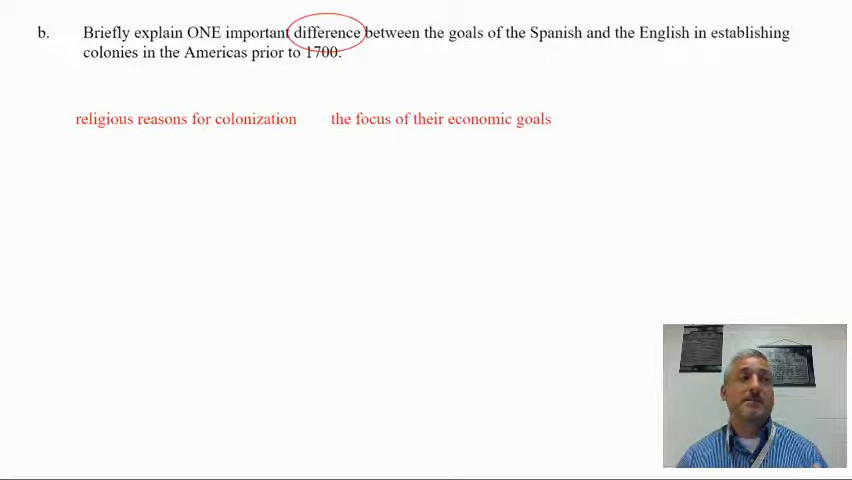 b. Briefly explain ONE important difference between the goals of the Spanish and the English in establishing
colonies in the Americas prior to 1700.
religious reasons for colonization the focus of their economic goals